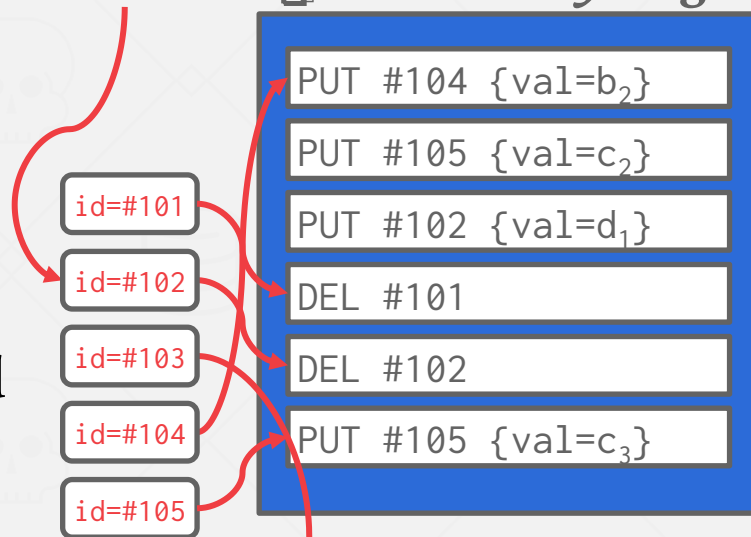 PUT #104 {val=b₂}
PUT #105 {val=c₂}
PUT #102 {val=d₁}
DEL #101
DEL #102
PUT #105 {val=c₃}
id=#101
id=#102
id=#103
id=#104
id=#105